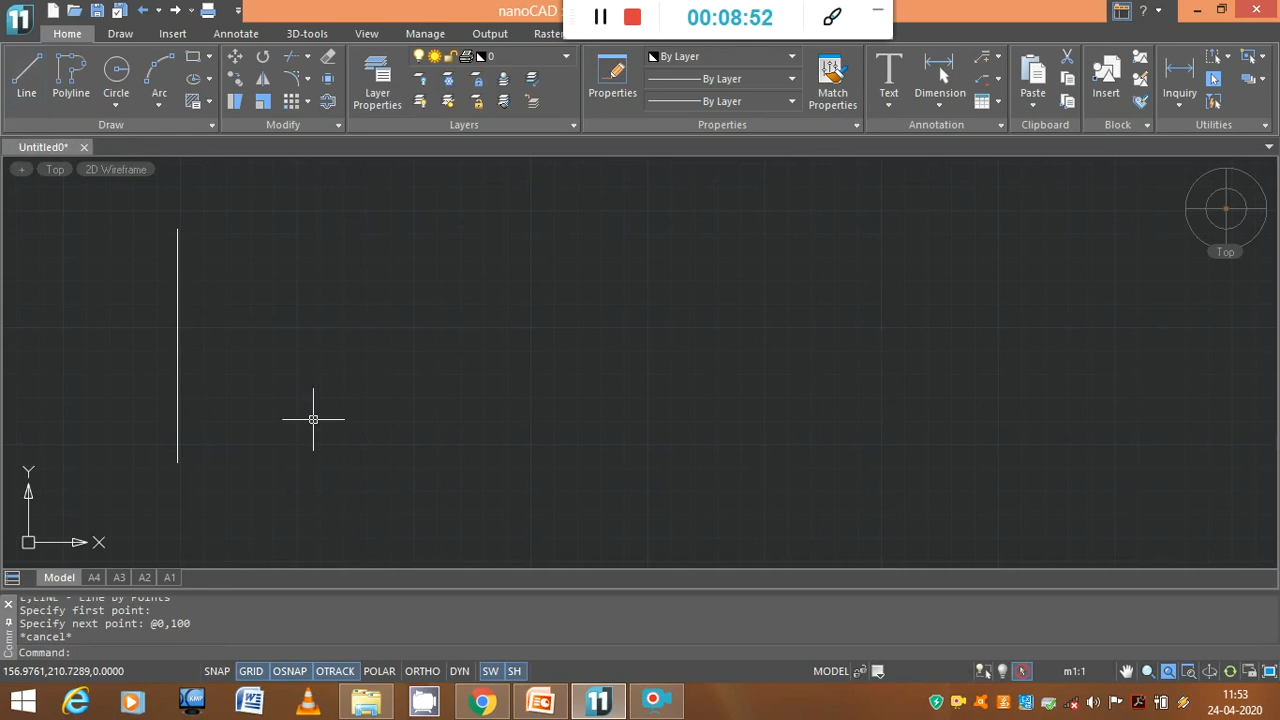 11
nanoCAD
00:08:52
Home
Draw
Insert
Annotate
3D-tools
View
Manage
Output
Raster
Line
Polyline
Circle
Arc
Draw
Modify
Layer
Properties
0
Layers
Properties
By Layer
By Layer
By Layer
Match
Properties
Properties
Text
Dimension
Annotation
Paste
Clipboard
Insert
Block
Inquiry
Utilities
Untitled0*
+
Top
2D Wireframe
Top
Y
X
Model
A4
A3
A2
A1
Specify first point:
Specify next point: @0,100
*cancel*
Command:
156.9761,210.7289,0.0000
SNAP
GRID
OSNAP
OTRACK
POLAR
ORTHO
DYN
SW
SH
MODEL
m1:1
11
11:53
24-04-2020